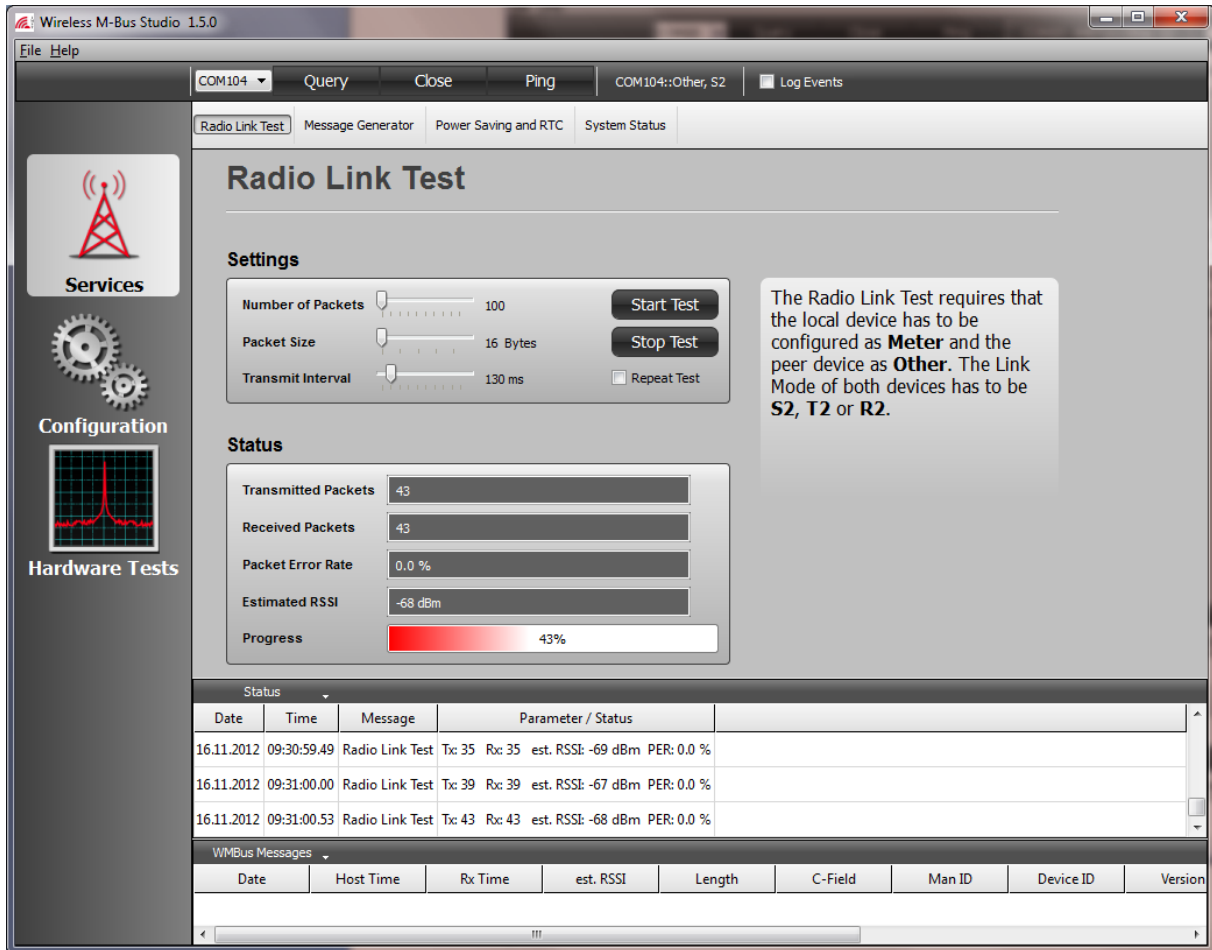 Wireless M-Bus Studio 1.5.0
File Help
COM104 Query Close Ping COM104::Other, S2 Log Events
Radio Link Test Message Generator Power Saving and RTC System Status
Services
Configuration
Hardware Tests
Radio Link Test
Settings
Number of Packets 100 Start Test
Packet Size 16 Bytes Stop Test
Transmit Interval 130 ms Repeat Test
The Radio Link Test requires that
the local device has to be
configured as Meter and the
peer device as Other. The Link
Mode of both devices has to be
S2, T2 or R2.
Status
Transmitted Packets 43
Received Packets 43
Packet Error Rate 0.0 %
Estimated RSSI -68 dBm
Progress 43%
Status
Date Time Message Parameter / Status
16.11.2012 09:30:59.49 Radio Link Test Tx: 35 Rx: 35 est. RSSI: -69 dBm PER: 0.0 %
16.11.2012 09:31:00.00 Radio Link Test Tx: 39 Rx: 39 est. RSSI: -67 dBm PER: 0.0 %
16.11.2012 09:31:00.53 Radio Link Test Tx: 43 Rx: 43 est. RSSI: -68 dBm PER: 0.0 %
WMBus Messages
Date Host Time Rx Time est. RSSI Length C-Field Man ID Device ID Version